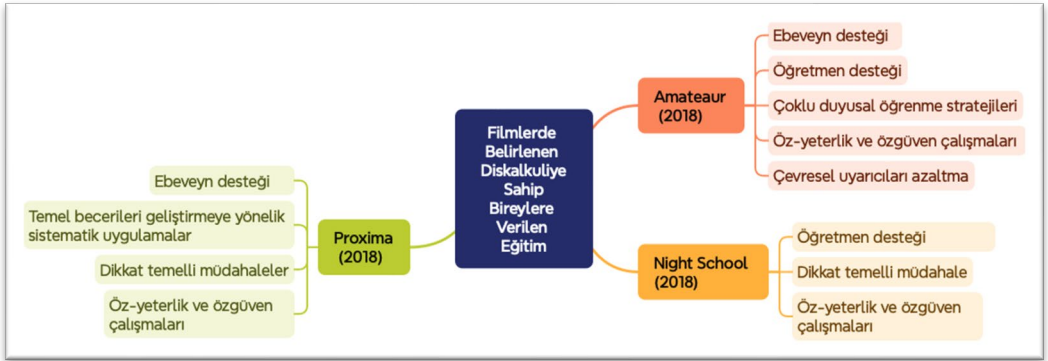 Filmlerde
Belirlenen
Diskalkuliye
Sahip
Bireylere
Verilen
Eğitim
Amateaur
(2018)
Ebeveyn desteği
Öğretmen desteği
Çoklu duyusal öğrenme stratejileri
Öz-yeterlik ve özgüven çalışmaları
Çevresel uyarıcıları azaltma
Night School
(2018)
Öğretmen desteği
Dikkat temelli müdahale
Öz-yeterlik ve özgüven
çalışmaları
Proxima
(2018)
Ebeveyn desteği
Temel becerileri geliştirmeye yönelik
sistematik uygulamalar
Dikkat temelli müdahaleler
Öz-yeterlik ve özgüven
çalışmaları